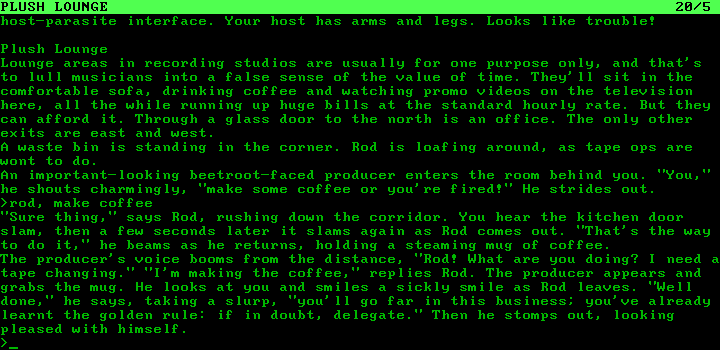 PLUSH LOUNGE 20/5
host-parasite interface. Your host has arms and legs. Looks like trouble!
Plush Lounge
Lounge areas in recording studios are usually for one purpose only, and that's
to lull musicians into a false sense of the value of time. They'll sit in the
comfortable sofa, drinking coffee and watching promo videos on the television
here, all the while running up huge bills at the standard hourly rate. But they
can afford it. Through a glass door to the north is an office. The only other
exits are east and west.
A waste bin is standing in the corner. Rod is loafing around, as tape ops are
wont to do.
An important-looking beetroot-faced producer enters the room behind you. "You,"
he shouts charmingly, "make some coffee or you're fired!" He strides out.
>rod, make coffee
"Sure thing," says Rod, rushing down the corridor. You hear the kitchen door
slam, then a few seconds later it slams again as Rod comes out. "That's the way
to do it," he beams as he returns, holding a steaming mug of coffee.
The producer's voice booms from the distance, "Rod! What are you doing? I need a
tape changing." "I'm making the coffee," replies Rod. The producer appears and
grabs the mug. He looks at you and smiles a sickly smile as Rod leaves. "Well
done," he says, taking a slurp, "you'll go far in this business; you've already
learnt the golden rule: if in doubt, delegate." Then he stomps out, looking
pleased with himself.
>_